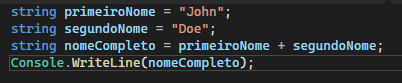 string primeiroNome = "John";
string segundoNome = "Doe";
string nomeCompleto = primeiroNome + segundoNome;
Console.WriteLine(nomeCompleto);